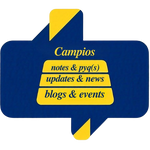 Campios
notes & pyq(s)
updates & news
blogs & events